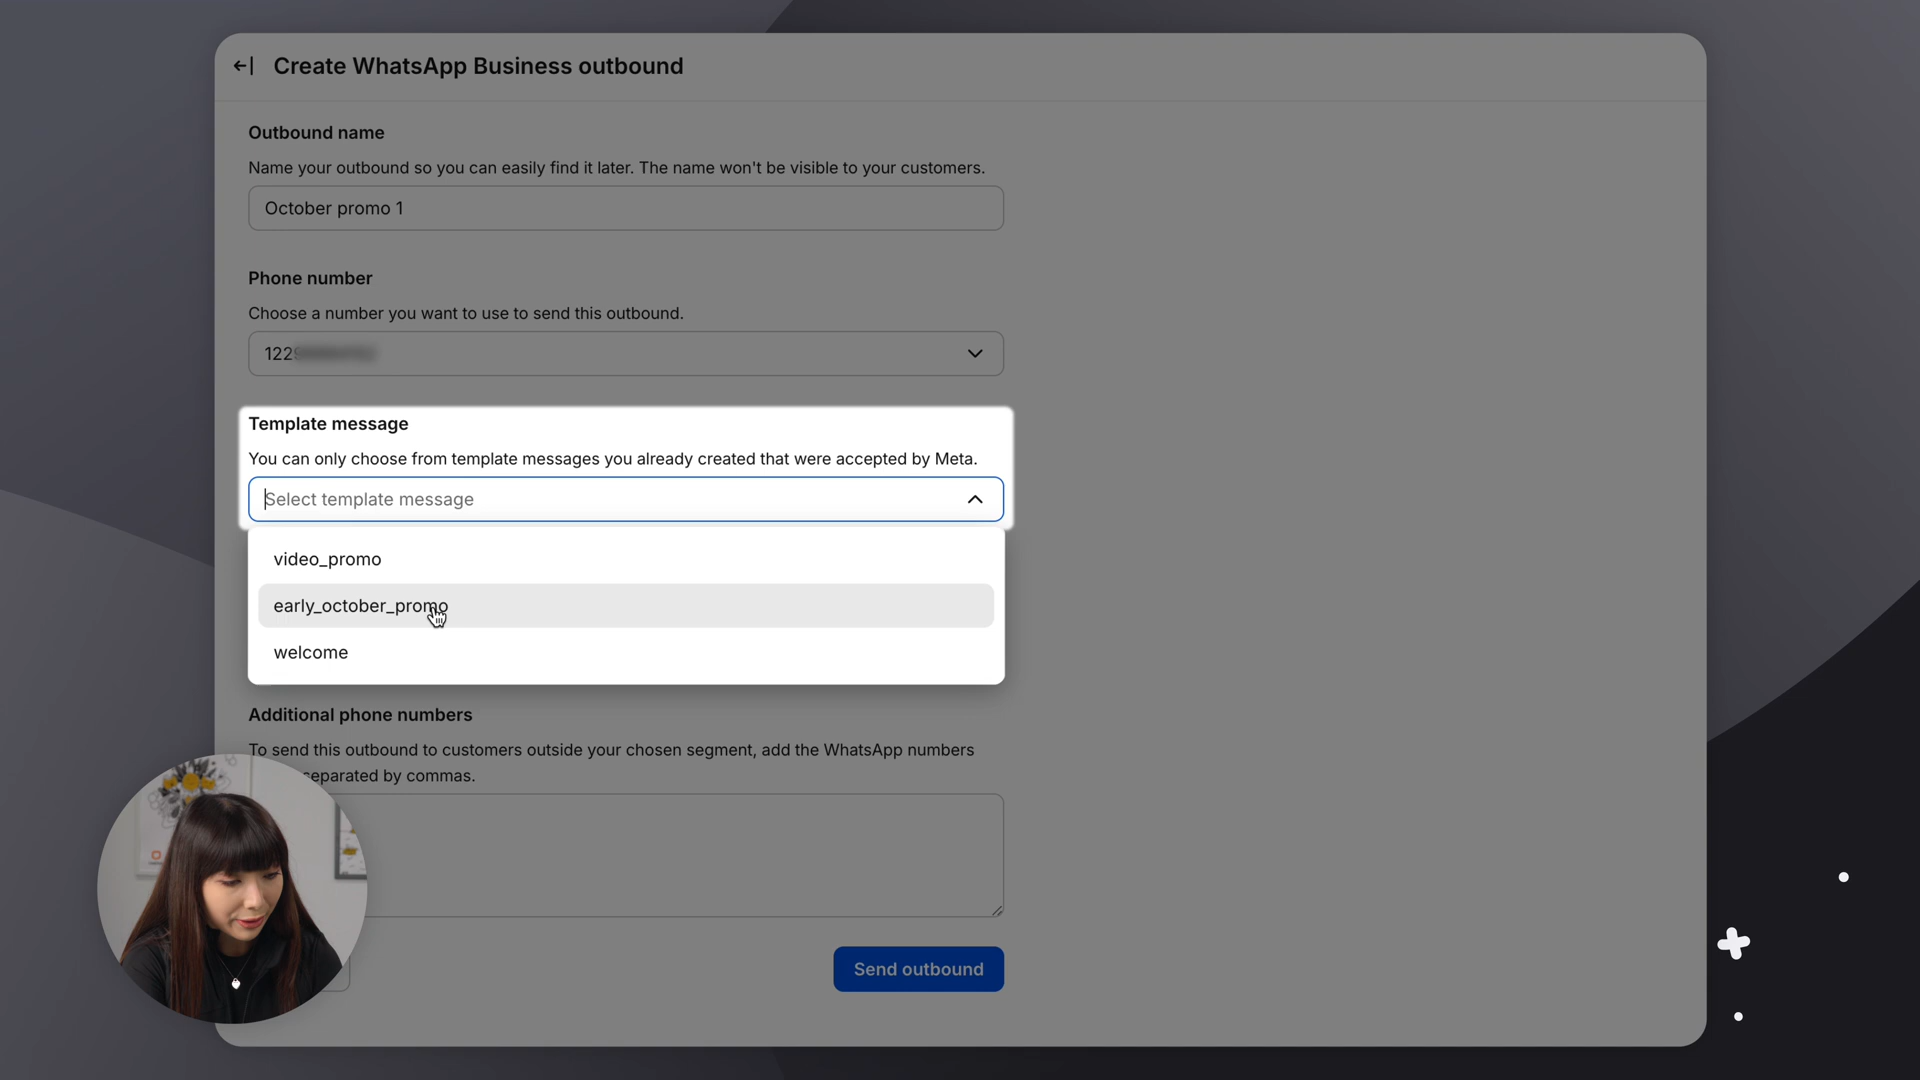 Create WhatsApp Business outbound
Outbound name
Name your outbound so you can easily find it later. The name won't be visible to your customers.
October promo 1
Phone number
Choose a number you want to use to send this outbound.
122
Template message
You can only choose from template messages you already created that were accepted by Meta.
Select template message
video_promo
early_october_promo
welcome
Additional phone numbers
To send this outbound to customers outside your chosen segment, add the WhatsApp numbers
separated by commas.
Send outbound